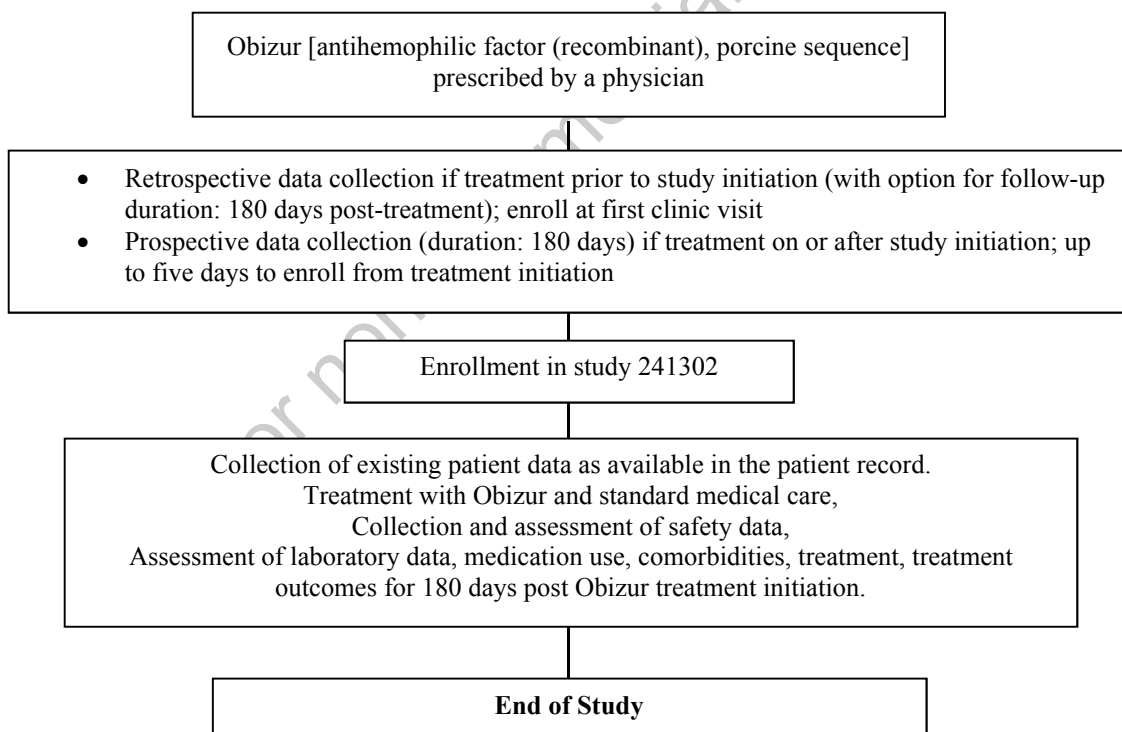 Obizur [antihemophilic factor (recombinant), porcine sequence]
prescribed by a physician
• Retrospective data collection if treatment prior to study initiation (with option for follow-up
duration: 180 days post-treatment); enroll at first clinic visit
• Prospective data collection (duration: 180 days) if treatment on or after study initiation; up
to five days to enroll from treatment initiation
Enrollment in study 241302
Collection of existing patient data as available in the patient record.
Treatment with Obizur and standard medical care,
Collection and assessment of safety data,
Assessment of laboratory data, medication use, comorbidities, treatment, treatment
outcomes for 180 days post Obizur treatment initiation.
End of Study